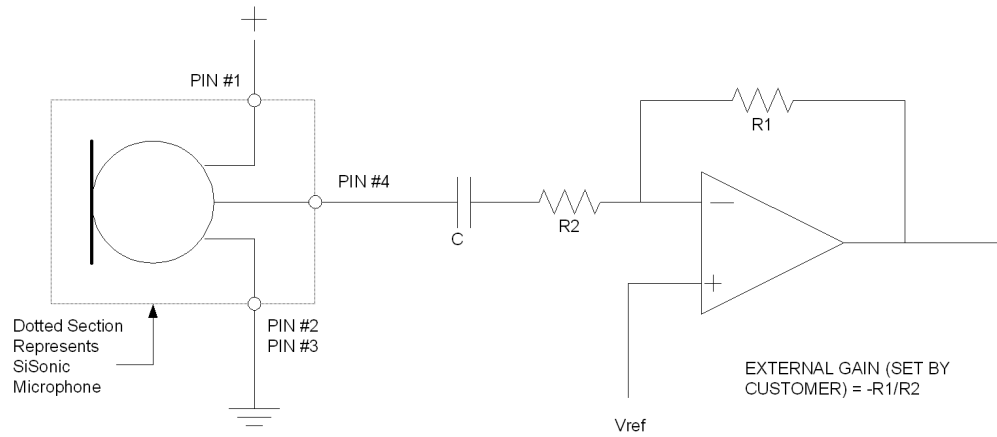 PIN #1
R1
PIN #4
C
R2
Dotted Section
Represents
SiSonic
Microphone
PIN #2
PIN #3
EXTERNAL GAIN (SET BY
CUSTOMER) = -R1/R2
Vref